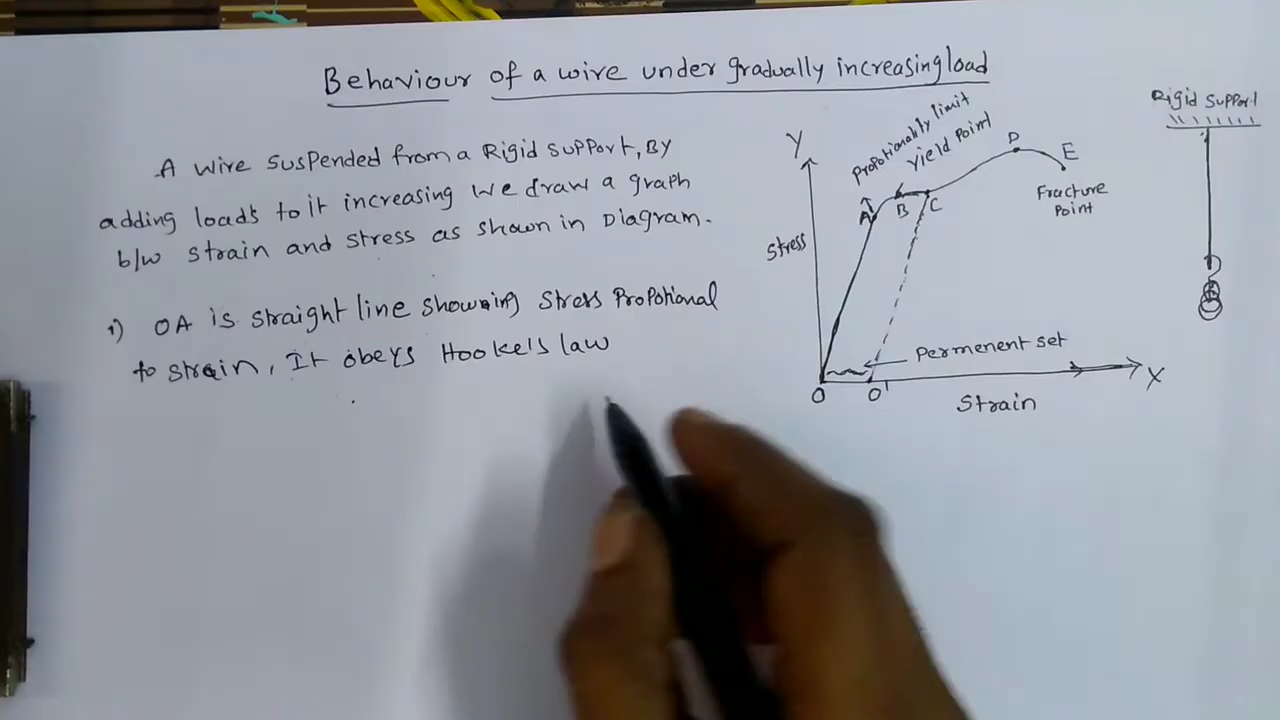 Behaviour of a wire under gradually increasing load
A wire suspended from a Rigid support, By
adding loads to it increasing we draw a graph
b/w strain and stress as shown in Diagram.
1) OA is straight line showing stress Propotional
to strain, It obeys Hooke's law
Y
Stress
Propotionably limit
yield Point
A
B
C
D
E
Fracture
Point
Permenent set
O
O'
X
Strain
Rigid Support